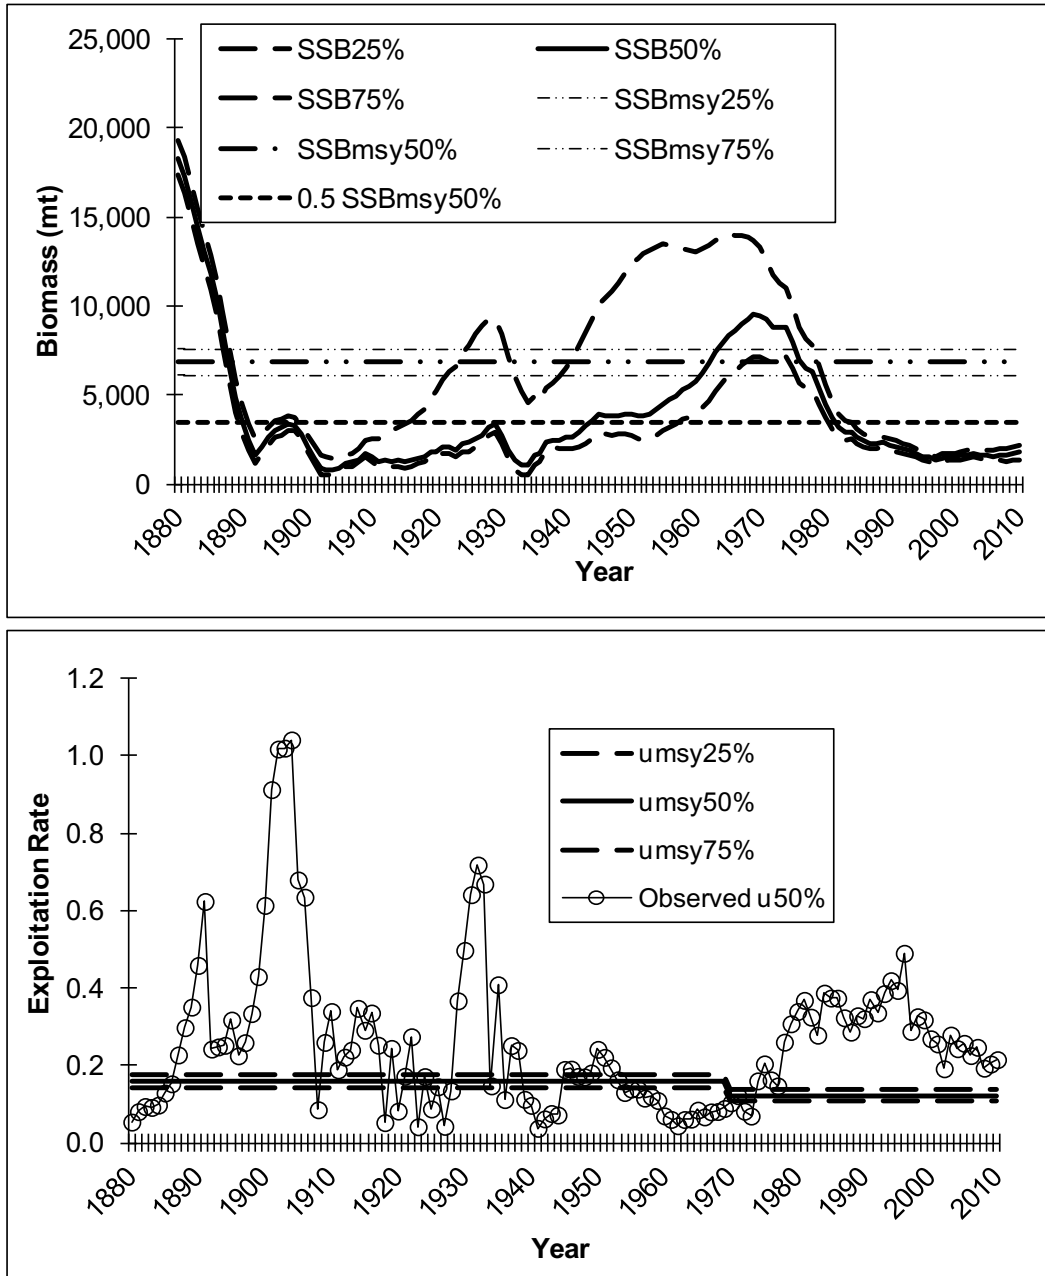 25,000
20,000
15,000
10,000
5,000
0
Biomass (mt)
SSB25%
SSB50%
SSB75%
SSBmsy25%
SSBmsy50%
SSBmsy75%
0.5 SSBmsy50%
1880
1890
1900
1910
1920
1930
1940
1950
1960
1970
1980
1990
2000
2010
Year
1.2
1.0
0.8
0.6
0.4
0.2
0.0
Exploitation Rate
umsy25%
umsy50%
umsy75%
Observed u50%
1880
1890
1900
1910
1920
1930
1940
1950
1960
1970
1980
1990
2000
2010
Year